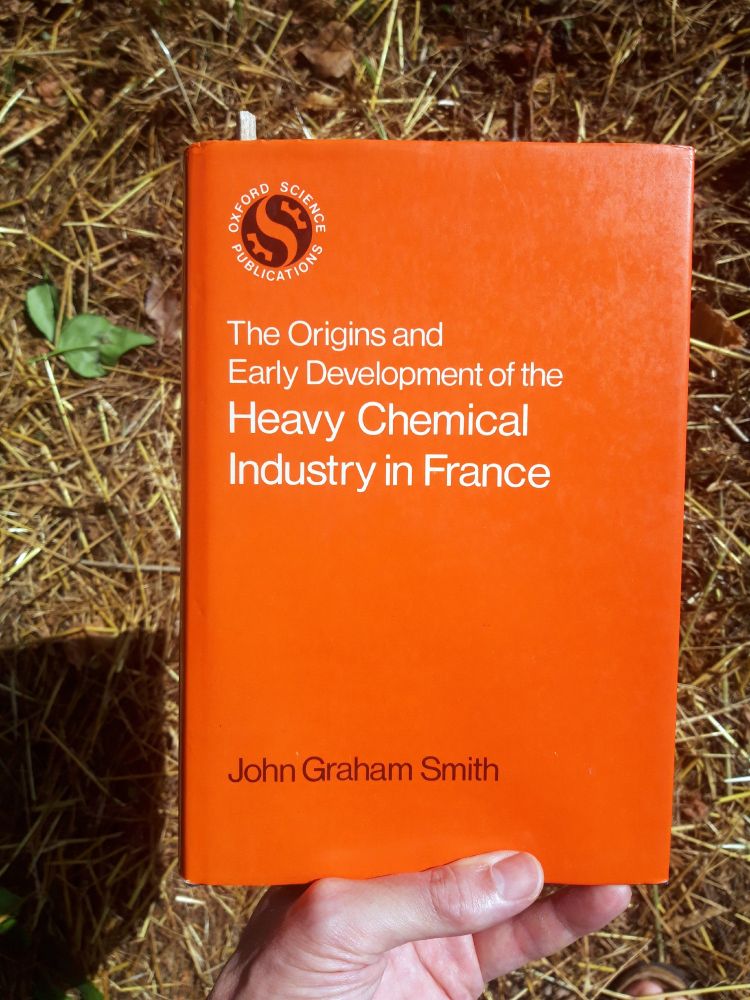 OXFORD SCIENCE
PUBLICATIONS
The Origins and
Early Development of the
Heavy Chemical
Industry in France
John Graham Smith